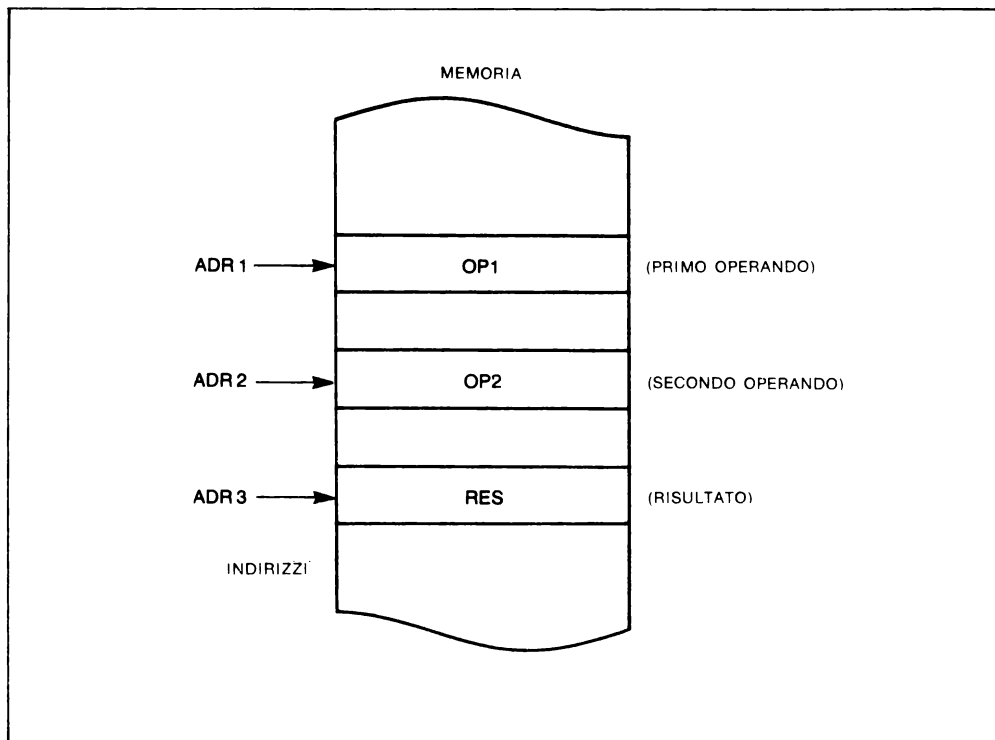 MEMORIA
ADR 1 OP1 (PRIMO OPERANDO)
ADR 2 OP2 (SECONDO OPERANDO)
ADR 3 RES (RISULTATO)
INDIRIZZI